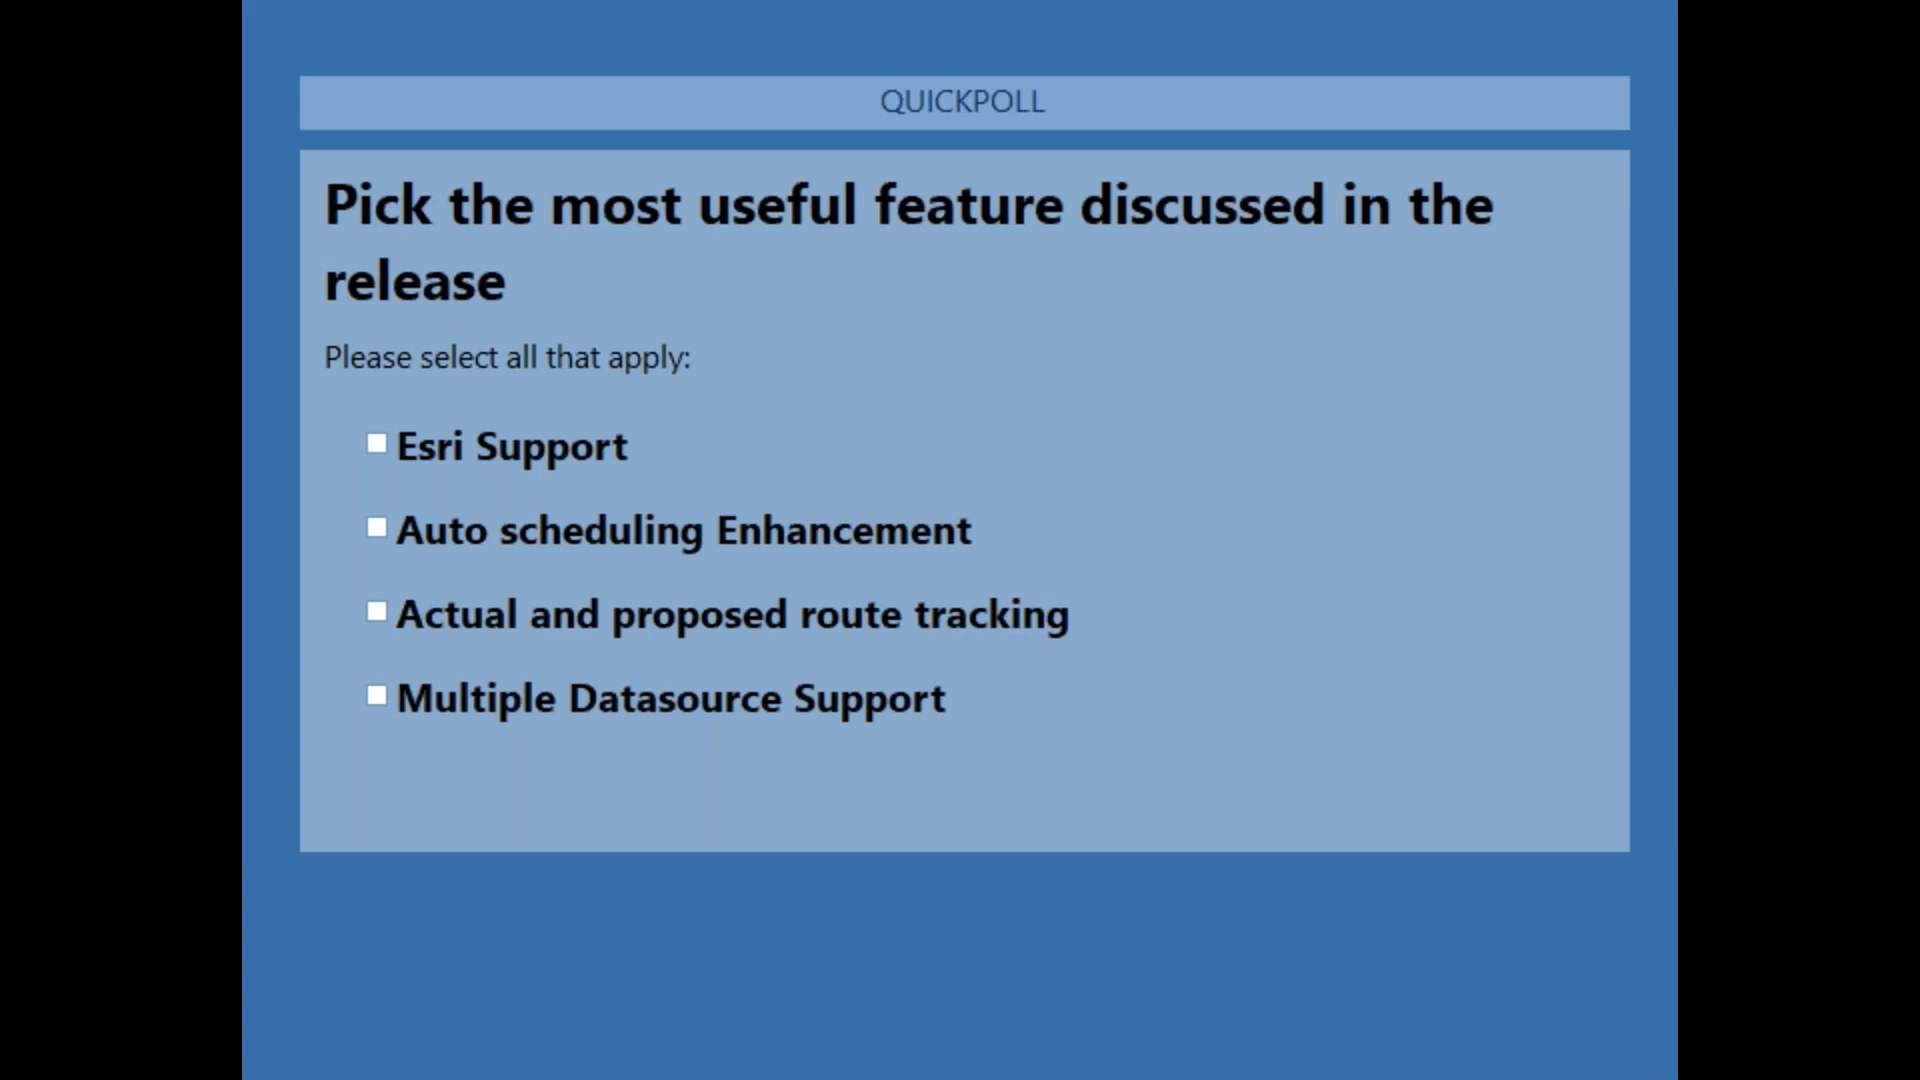 QUICKPOLL
Pick the most useful feature discussed in the
release
Please select all that apply:
Esri Support
Auto scheduling Enhancement
Actual and proposed route tracking
Multiple Datasource Support